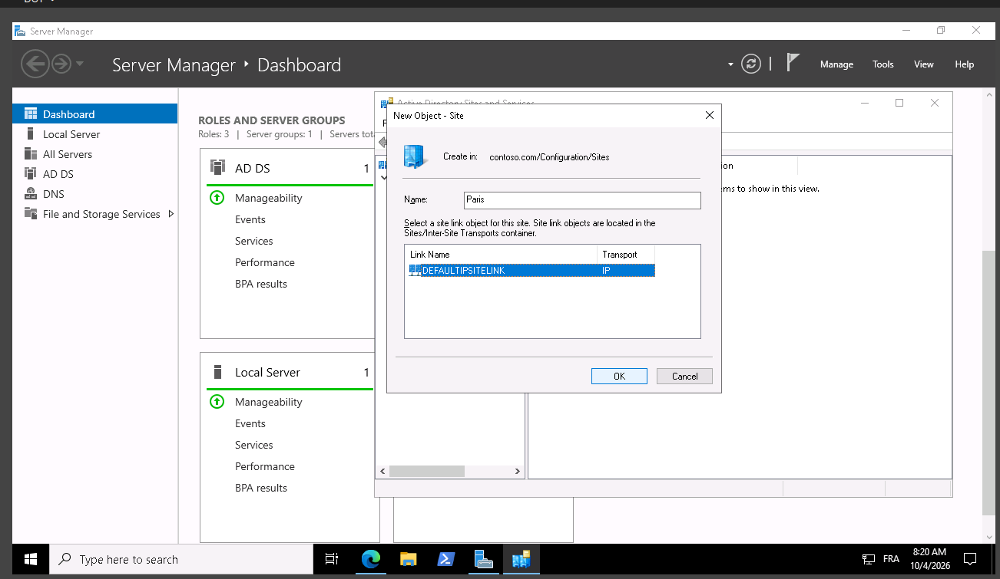 Server Manager
Server Manager ‣ Dashboard
Manage Tools View Help
Dashboard
Local Server
All Servers
AD DS
DNS
File and Storage Services
ROLES AND SERVER GROUPS
Roles: 3 | Server groups: 1 | Servers
AD DS 1
Manageability
Events
Services
Performance
BPA results
Local Server 1
Manageability
Events
Services
Performance
BPA results
Active Directory Sites and Services
New Object - Site
Create in: contoso.com/Configuration/Sites
Name: Paris
Select a site link object for this site. Site link objects are located in the
Sites/Inter-Site Transports container.
Link Name Transport
DEFAULTIPSITELINK IP
OK Cancel
to show in this view.
Type here to search
FRA
8:20 AM
10/4/2026